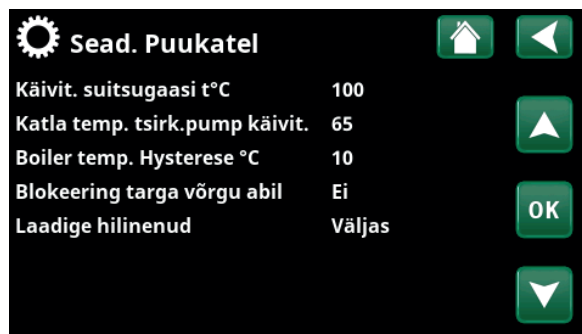 Sead. Puukatel
Käivit. suitsugaasi t°C 100
Katla temp. tsirk.pump käivit. 65
Boiler temp. Hysterese °C 10
Blokeering targa võrgu abil Ei
OK
Laadige hilinenud Väljas